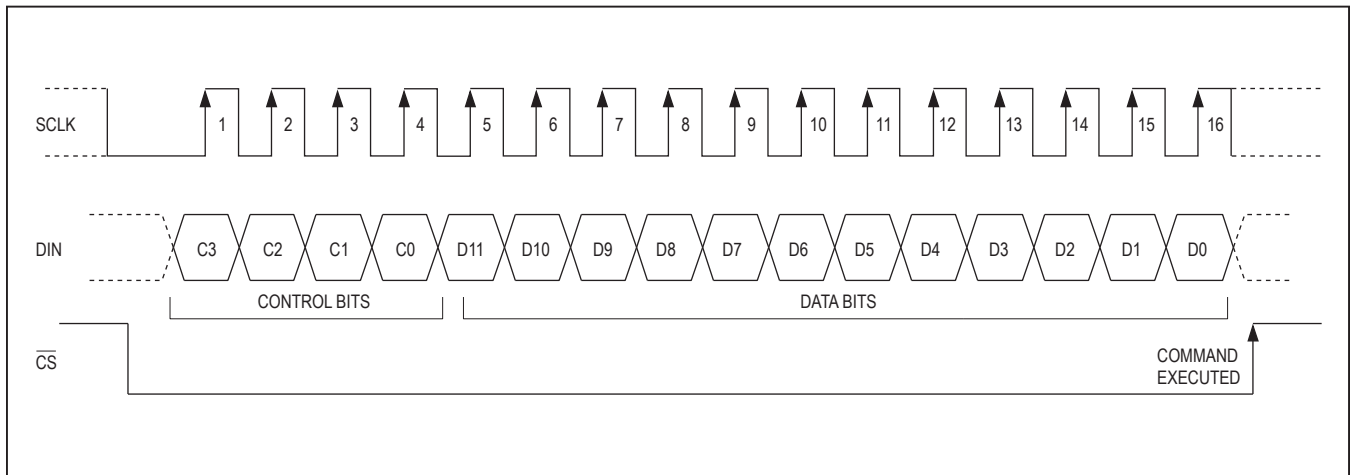 SCLK 1 2 3 4 5 6 7 8 9 10 11 12 13 14 15 16
DIN C3 C2 C1 C0 D11 D10 D9 D8 D7 D6 D5 D4 D3 D2 D1 D0
CONTROL BITS DATA BITS
CS
COMMAND
EXECUTED